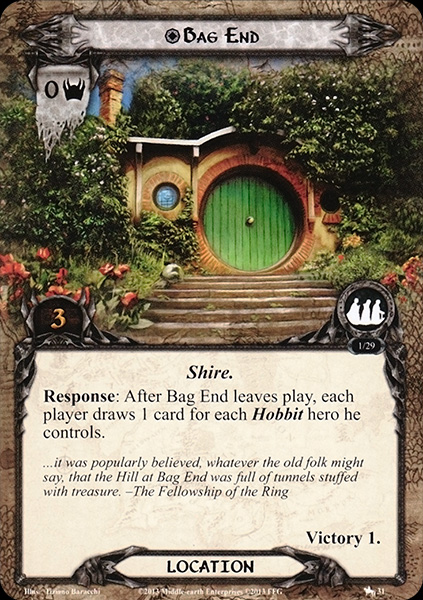 BAG END
0
3
1/29
Shire.
Response: After Bag End leaves play, each
player draws 1 card for each Hobbit hero he
controls.
...it was popularly believed, whatever the old folk might
say, that the Hill at Bag End was full of tunnels stuffed
with treasure. –The Fellowship of the Ring
Victory 1.
LOCATION
Illus. Tiziano Baracchi ©2013 Middle-earth Enterprises ©2013 FFG 31